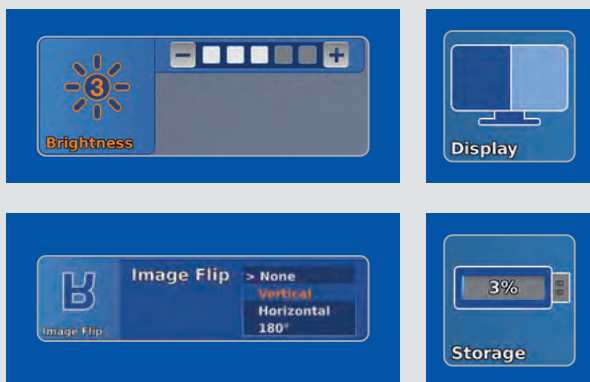 3
Brightness
− +
Display
Image Flip
> None
Vertical
Horizontal
180°
Image Flip
3%
Storage